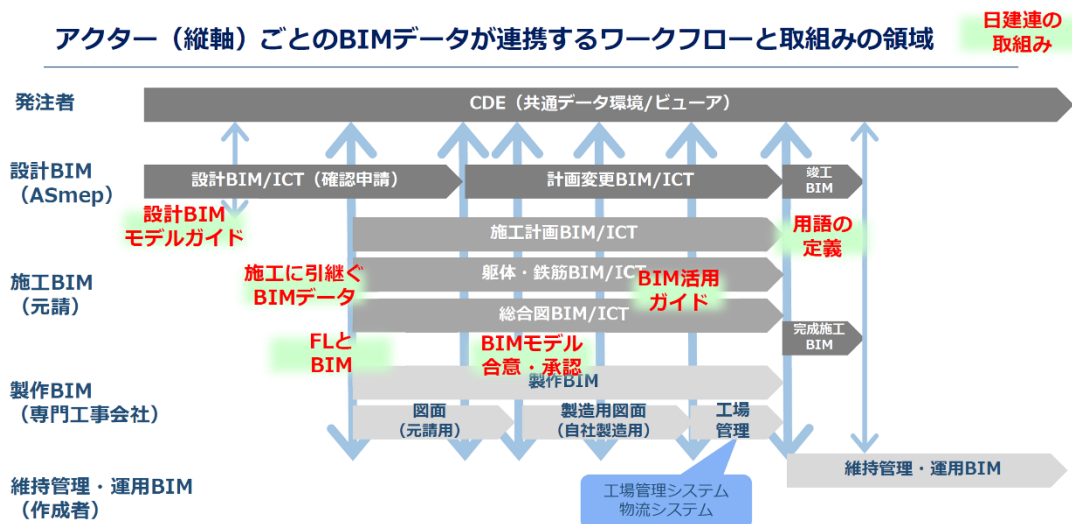 アクター（縦軸）ごとのBIMデータが連携するワークフローと取組みの領域
日建連の
取組み
発注者
CDE（共通データ環境/ビューア）
設計BIM
（ASmep）
設計BIM/ICT（確認申請）
計画変更BIM/ICT
竣工
BIM
設計BIM
モデルガイド
施工計画BIM/ICT
用語の
定義
施工BIM
（元請）
施工に引継ぐ
BIMデータ
躯体・鉄筋BIM/ICT
BIM活用
ガイド
総合図BIM/ICT
完成施工
BIM
FLと
BIM
BIMモデル
合意・承認
製作BIM
（専門工事会社）
製作BIM
図面
（元請用）
製造用図面
（自社製造用）
工場
管理
維持管理・運用BIM
（作成者）
維持管理・運用BIM
工場管理システム
物流システム